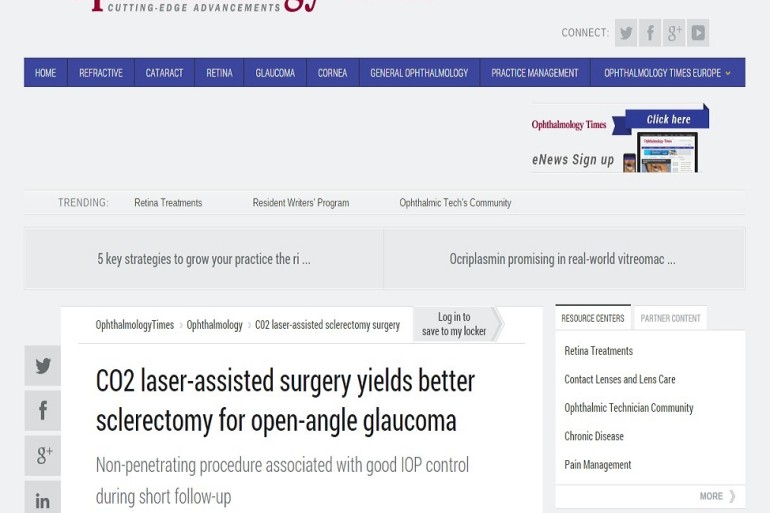 CUTTING-EDGE ADVANCEMENTS
CONNECT:
HOME REFRACTIVE CATARACT RETINA GLAUCOMA CORNEA GENERAL OPHTHALMOLOGY PRACTICE MANAGEMENT OPHTHALMOLOGY TIMES EUROPE
Click here
Ophthalmology Times
eNews Sign up
TRENDING: Retina Treatments Resident Writers' Program Ophthalmic Tech's Community
5 key strategies to grow your practice the ri ... Ocriplasmin promising in real-world vitreomac ...
OphthalmologyTimes > Ophthalmology > CO2 laser-assisted sclerectomy surgery
Log in to
save to my locker
RESOURCE CENTERS PARTNER CONTENT
Retina Treatments
Contact Lenses and Lens Care
Ophthalmic Technician Community
Chronic Disease
Pain Management
MORE
CO2 laser-assisted surgery yields better
sclerectomy for open-angle glaucoma
Non-penetrating procedure associated with good IOP control
during short follow-up